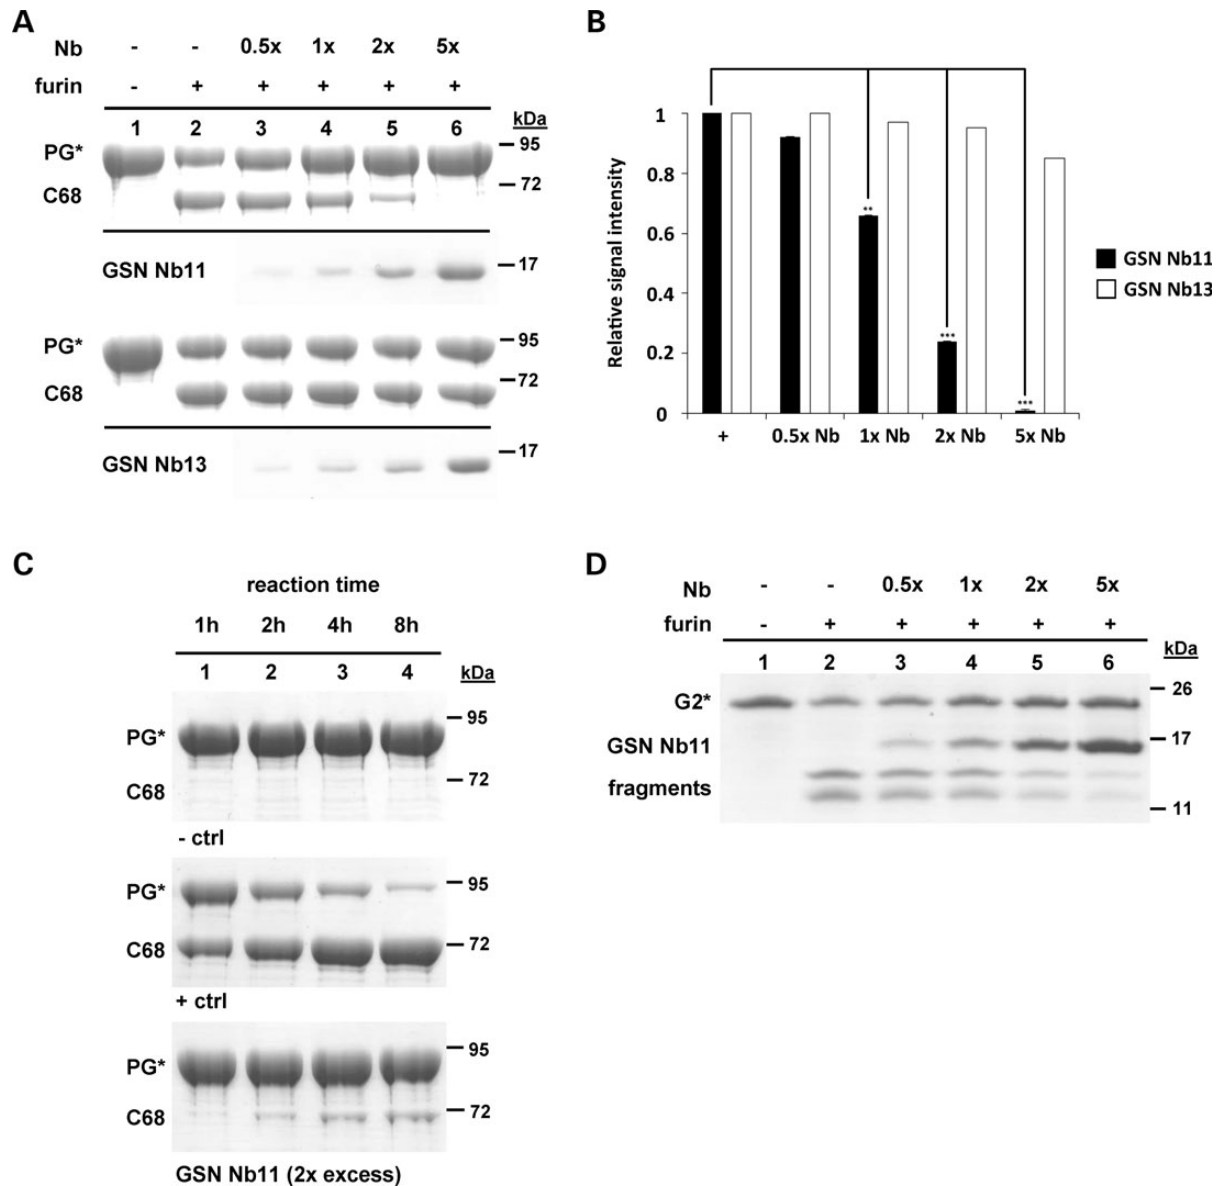 A
Nb - - 0.5x 1x 2x 5x
furin - + + + + +
1 2 3 4 5 6 kDa
PG* 95
C68 72
GSN Nb11 17
PG* 95
C68 72
GSN Nb13 17
B
Relative signal intensity
1
0.8
0.6
0.4
0.2
0
**
***
***
+ 0.5x Nb 1x Nb 2x Nb 5x Nb
GSN Nb11
GSN Nb13
C
reaction time
1h 2h 4h 8h
1 2 3 4 kDa
PG* 95
C68 72
- ctrl
PG* 95
C68 72
+ ctrl
PG* 95
C68 72
GSN Nb11 (2x excess)
D
Nb - - 0.5x 1x 2x 5x
furin - + + + + +
1 2 3 4 5 6 kDa
G2* 26
GSN Nb11 17
fragments 11